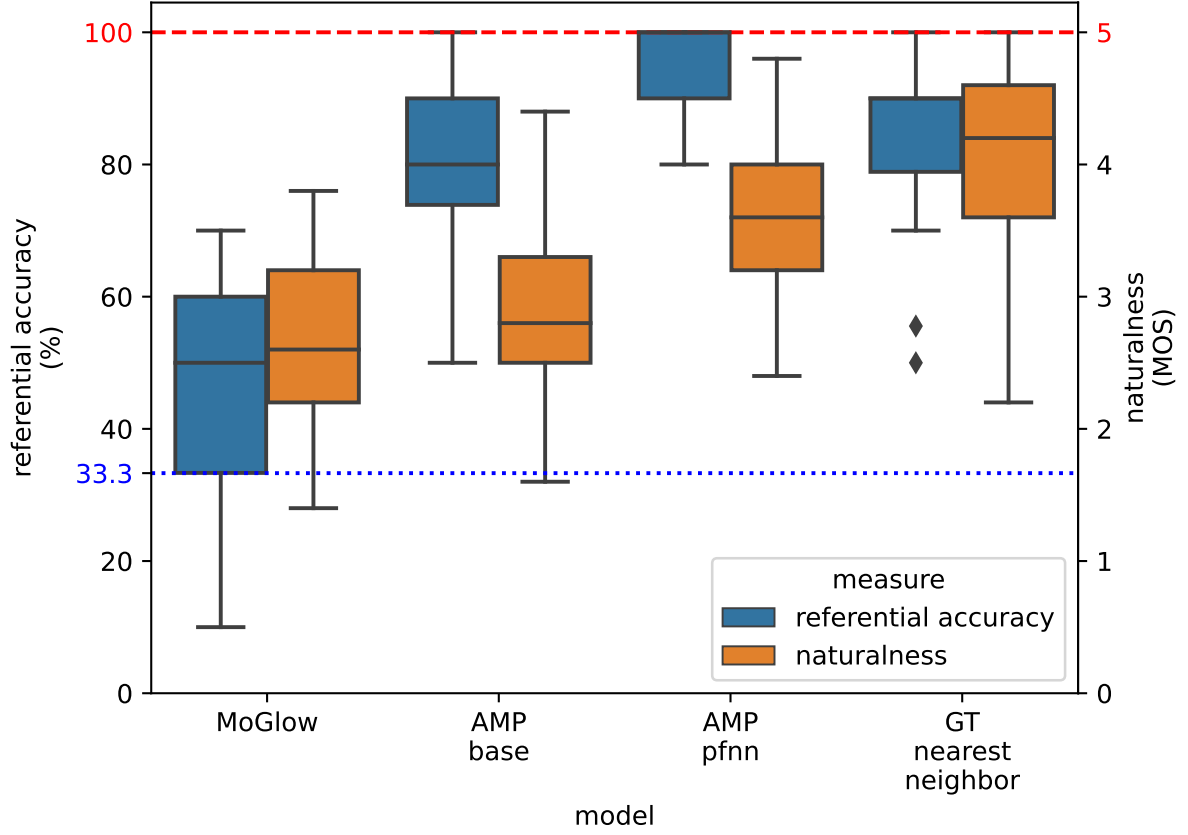 referential accuracy
(%)
100
80
60
40
33.3
20
0
5
4
3
2
1
0
naturalness
(MOS)
measure
referential accuracy
naturalness
MoGlow
AMP
base
AMP
pfnn
GT
nearest
neighbor
model